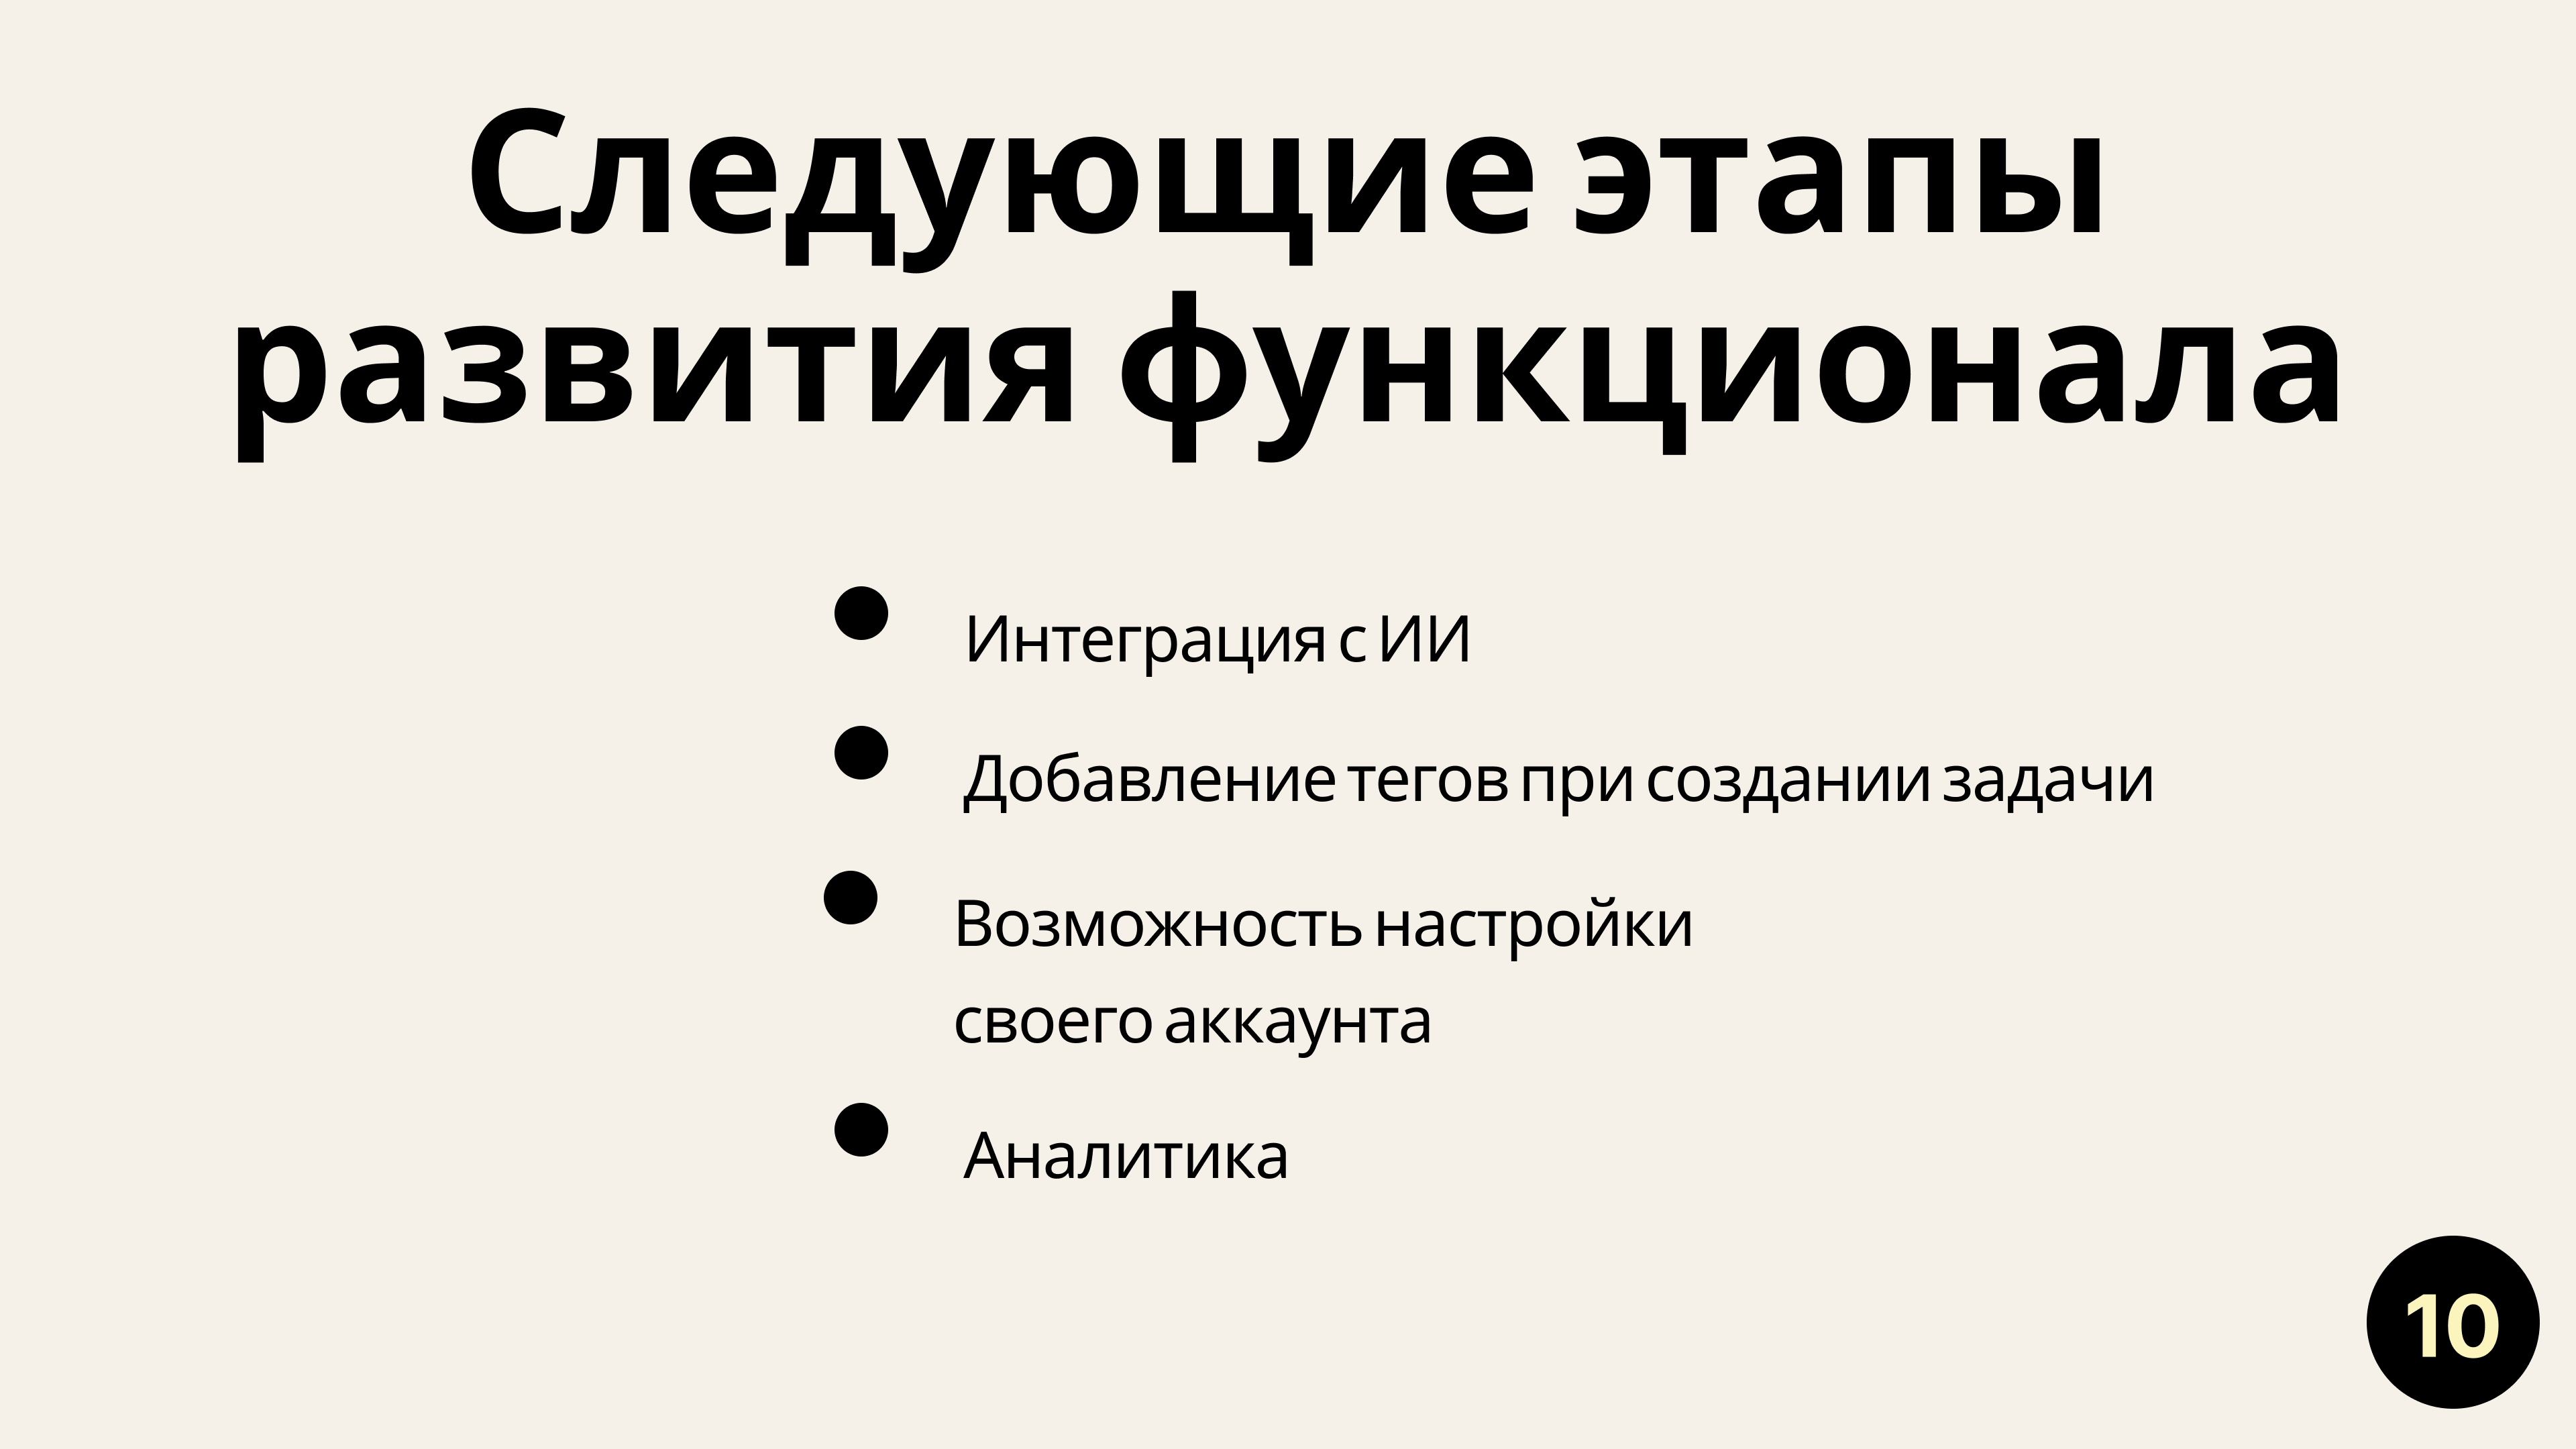 Следующие этапы
развития функционала
Интеграция с ИИ
Добавление тегов при создании задачи
Возможность настройки
своего аккаунта
Аналитика
10